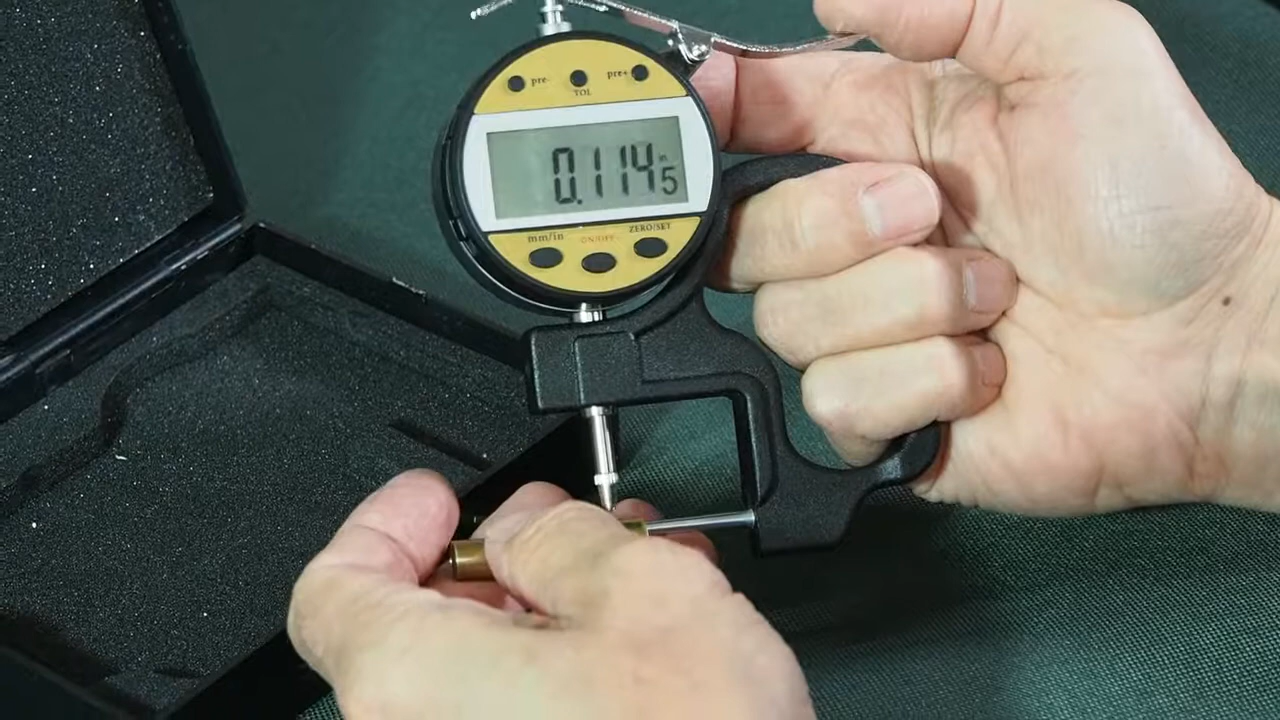 pre- TOL pre+
in
0.1145
mm/in ON/OFF ZERO/SET